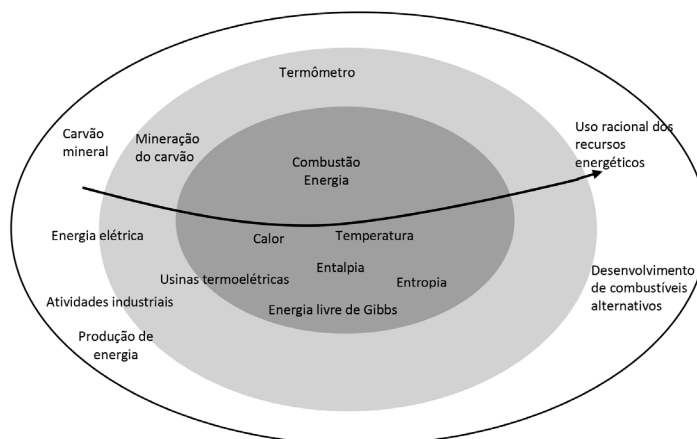 Termômetro
Carvão
mineral
Mineração
do carvão
Combustão
Energia
Uso racional dos
recursos
energéticos
Energia elétrica
Calor
Temperatura
Entalpia
Usinas termoelétricas
Entropia
Desenvolvimento
de combustíveis
alternativos
Atividades industriais
Energia livre de Gibbs
Produção de
energia